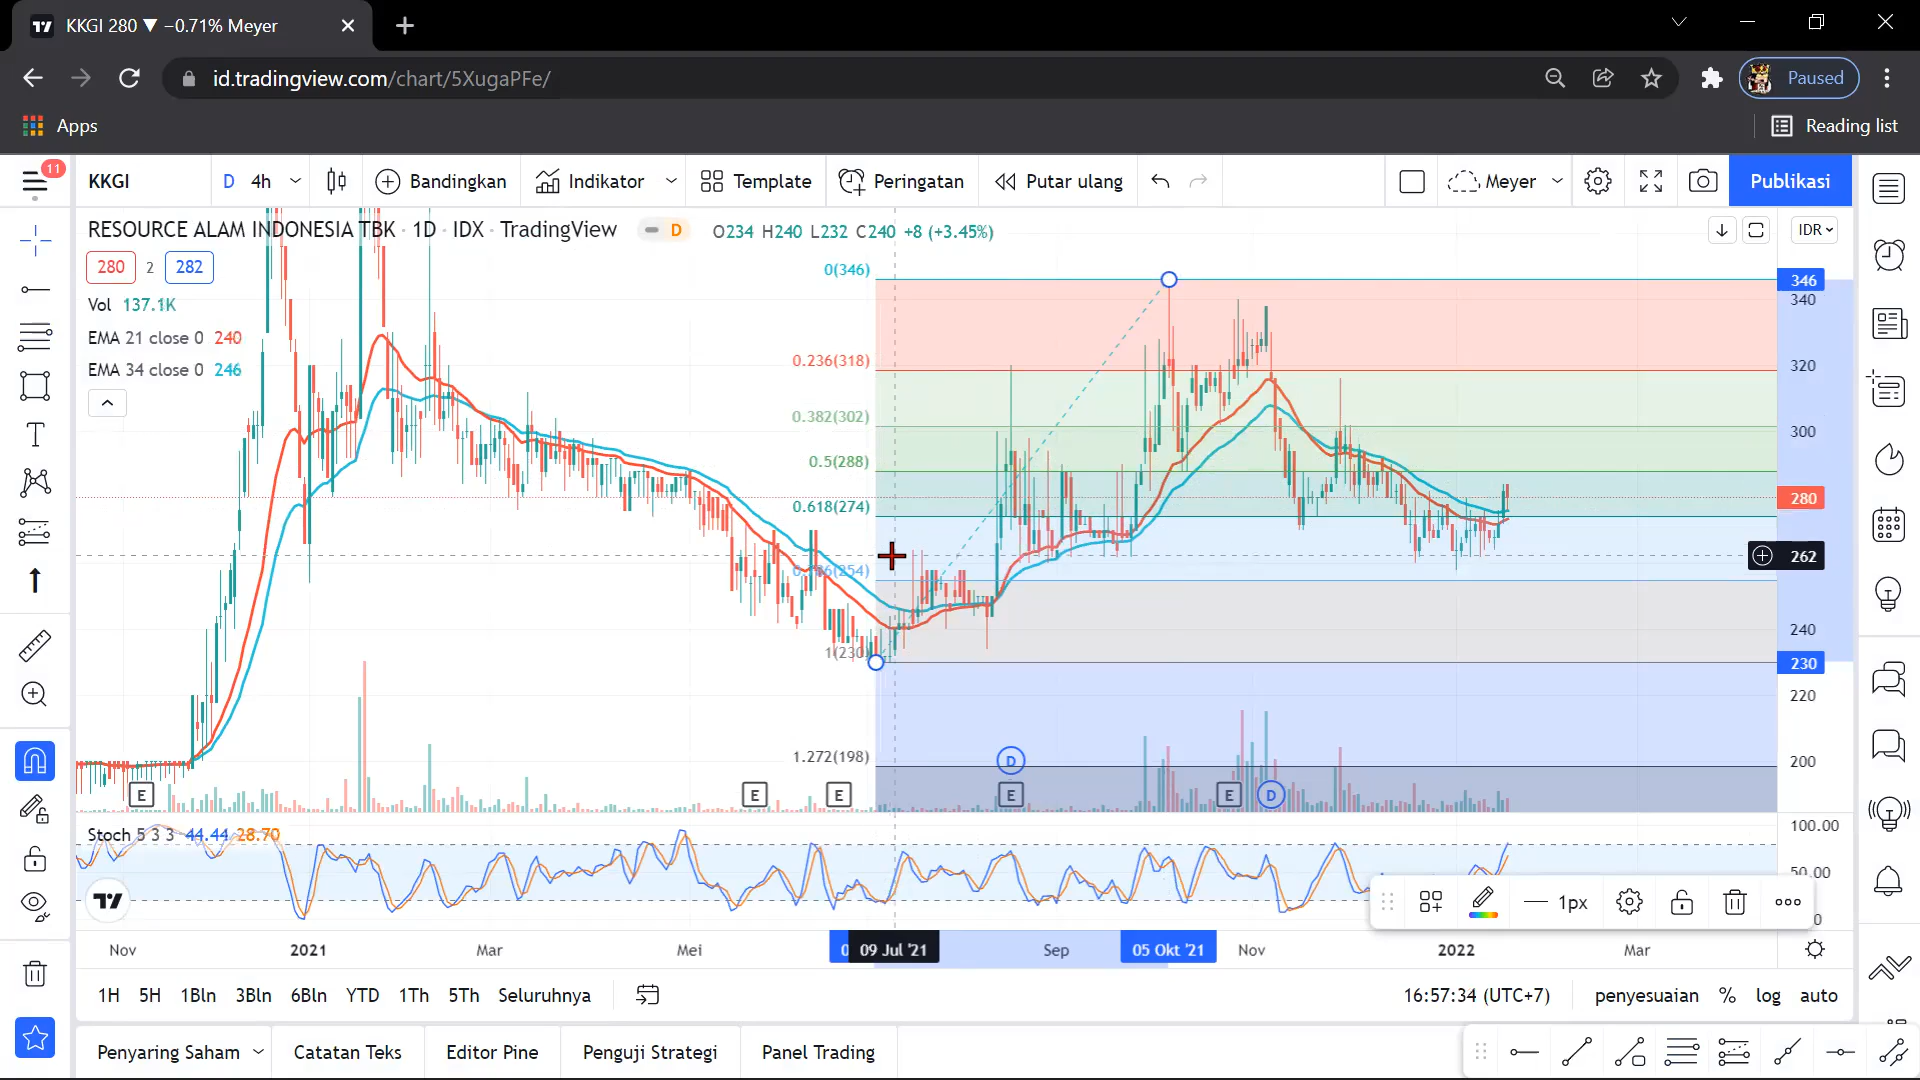 KKGI 280 ▼ −0.71% Meyer
id.tradingview.com/chart/5XugaPFe/
Paused
Apps
Reading list
11
KKGI
D
4h
Bandingkan
Indikator
Template
Peringatan
Putar ulang
Meyer
Publikasi
RESOURCE ALAM INDONESIA TBK · 1D · IDX · TradingView
D
O234 H240 L232 C240 +8 (+3.45%)
IDR
280
2
282
Vol 137.1K
EMA 21 close 0 240
EMA 34 close 0 246
0(346)
0.236(318)
0.382(302)
0.5(288)
0.618(274)
0.786(254)
1(230)
1.272(198)
346
340
320
300
280
262
240
230
220
200
E
E
E
D
E
E
D
Stoch 5 3 3 44.44 28.70
100.00
50.00
1px
Nov
2021
Mar
Mei
09 Jul '21
Sep
05 Okt '21
Nov
2022
Mar
1H
5H
1Bln
3Bln
6Bln
YTD
1Th
5Th
Seluruhnya
16:57:34 (UTC+7)
penyesuaian
%
log
auto
Penyaring Saham
Catatan Teks
Editor Pine
Penguji Strategi
Panel Trading